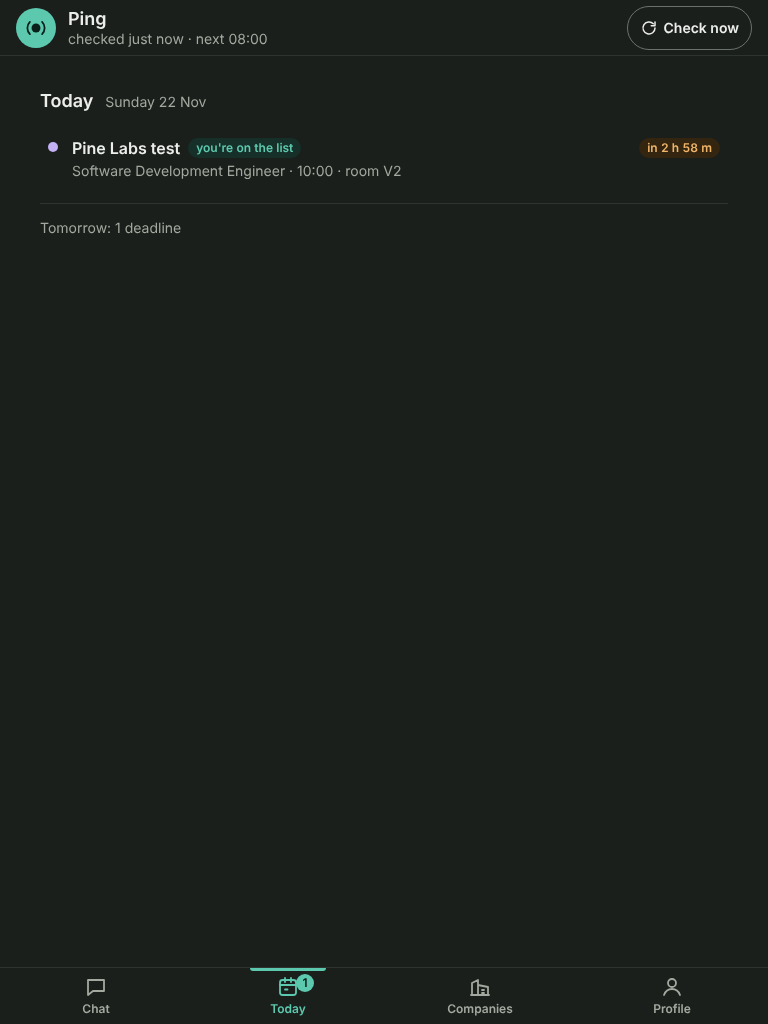 Ping
checked just now · next 08:00
Check now
Today Sunday 22 Nov
Pine Labs test you're on the list in 2 h 58 m
Software Development Engineer · 10:00 · room V2
Tomorrow: 1 deadline
1
Chat Today Companies Profile